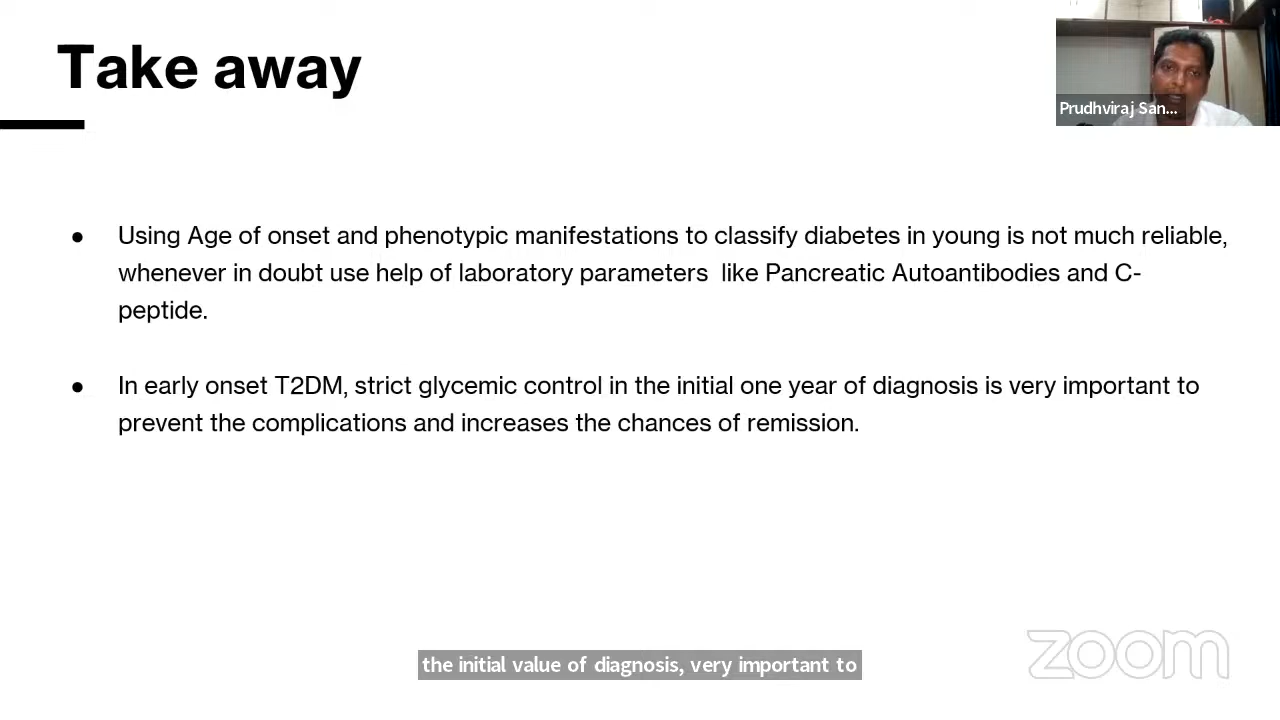 Take away
Prudhviraj San...
● Using Age of onset and phenotypic manifestations to classify diabetes in young is not much reliable,
whenever in doubt use help of laboratory parameters  like Pancreatic Autoantibodies and C-
peptide.
● In early onset T2DM, strict glycemic control in the initial one year of diagnosis is very important to
prevent the complications and increases the chances of remission.
the initial value of diagnosis, very important to
zoom